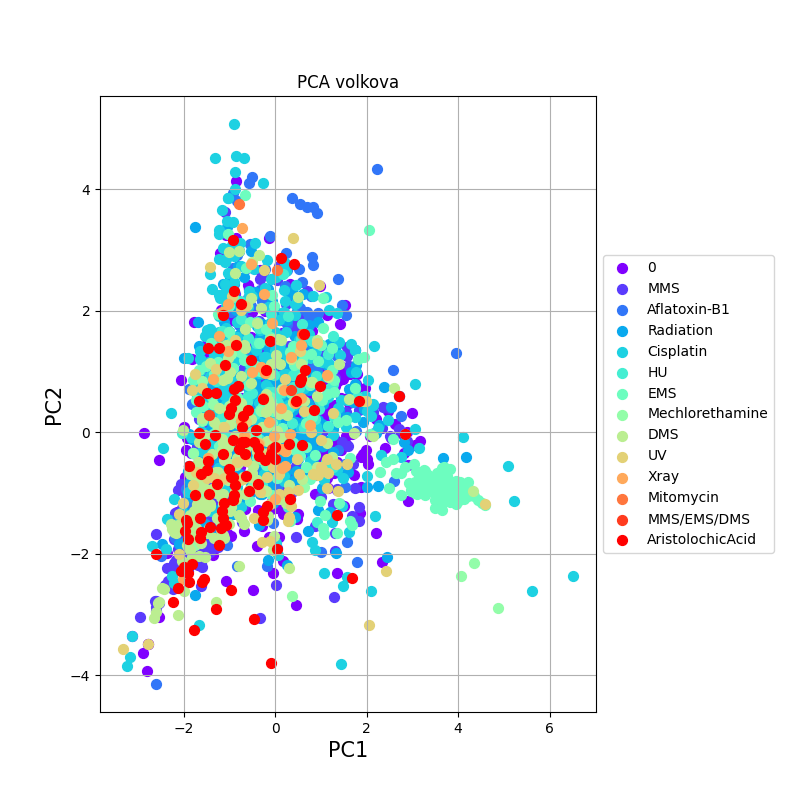 PCA volkova
4
2
0
−2
−4
PC2
−2
0
2
4
6
PC1
0
MMS
Aflatoxin-B1
Radiation
Cisplatin
HU
EMS
Mechlorethamine
DMS
UV
Xray
Mitomycin
MMS/EMS/DMS
AristolochicAcid